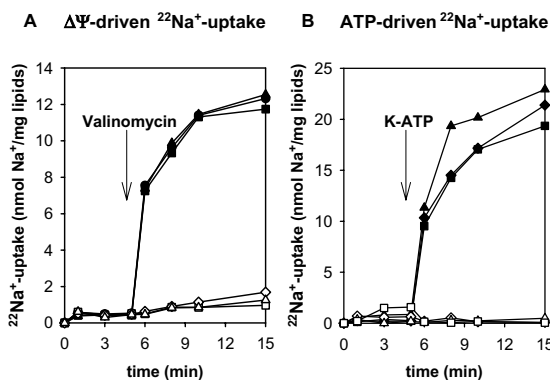 A ΔΨ-driven ²²Na⁺-uptake
²²Na⁺-uptake (nmol Na⁺/mg lipids)
14
12
10
8
6
4
2
0
Valinomycin
0 3 6 9 12 15
time (min)
B ATP-driven ²²Na⁺-uptake
²²Na⁺-uptake (nmol Na⁺/mg lipids)
25
20
15
10
5
0
K-ATP
0 3 6 9 12 15
time (min)